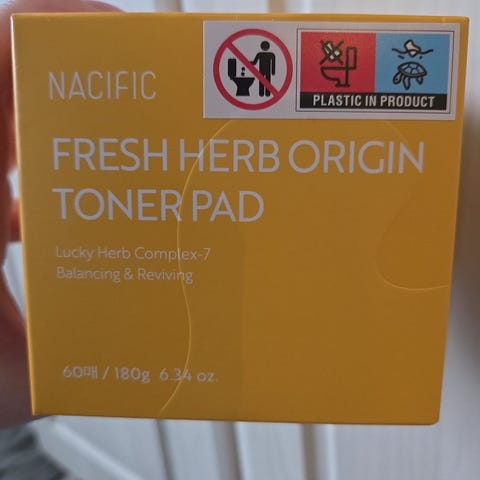 NACIFIC
PLASTIC IN PRODUCT
FRESH HERB ORIGIN
TONER PAD
Lucky Herb Complex-7
Balancing & Reviving
60매 / 180g 6.34 oz.